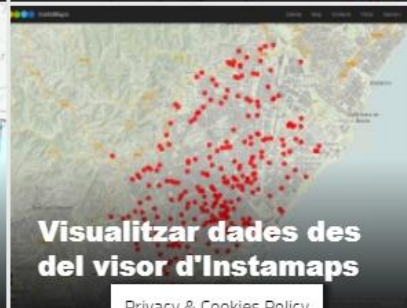 Visualitzar dades des
del visor d'Instamaps
Privacy & Cookies Policy